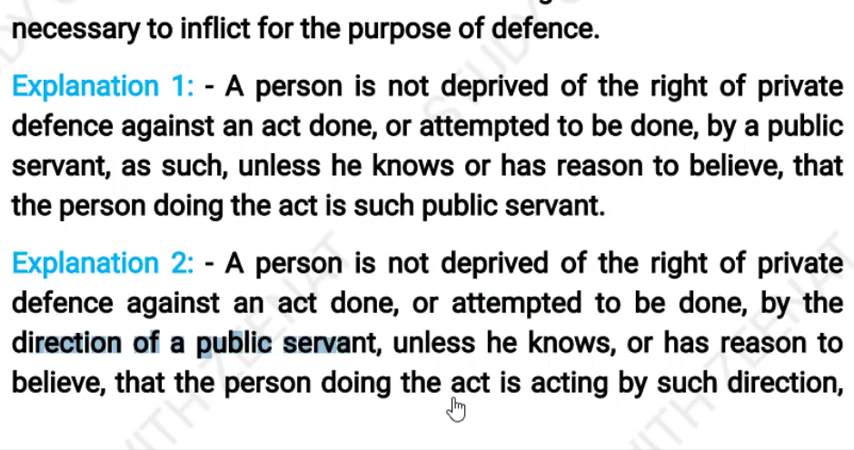 necessary to inflict for the purpose of defence.
Explanation 1: - A person is not deprived of the right of private
defence against an act done, or attempted to be done, by a public
servant, as such, unless he knows or has reason to believe, that
the person doing the act is such public servant.
Explanation 2: - A person is not deprived of the right of private
defence against an act done, or attempted to be done, by the
direction of a public servant, unless he knows, or has reason to
believe, that the person doing the act is acting by such direction,